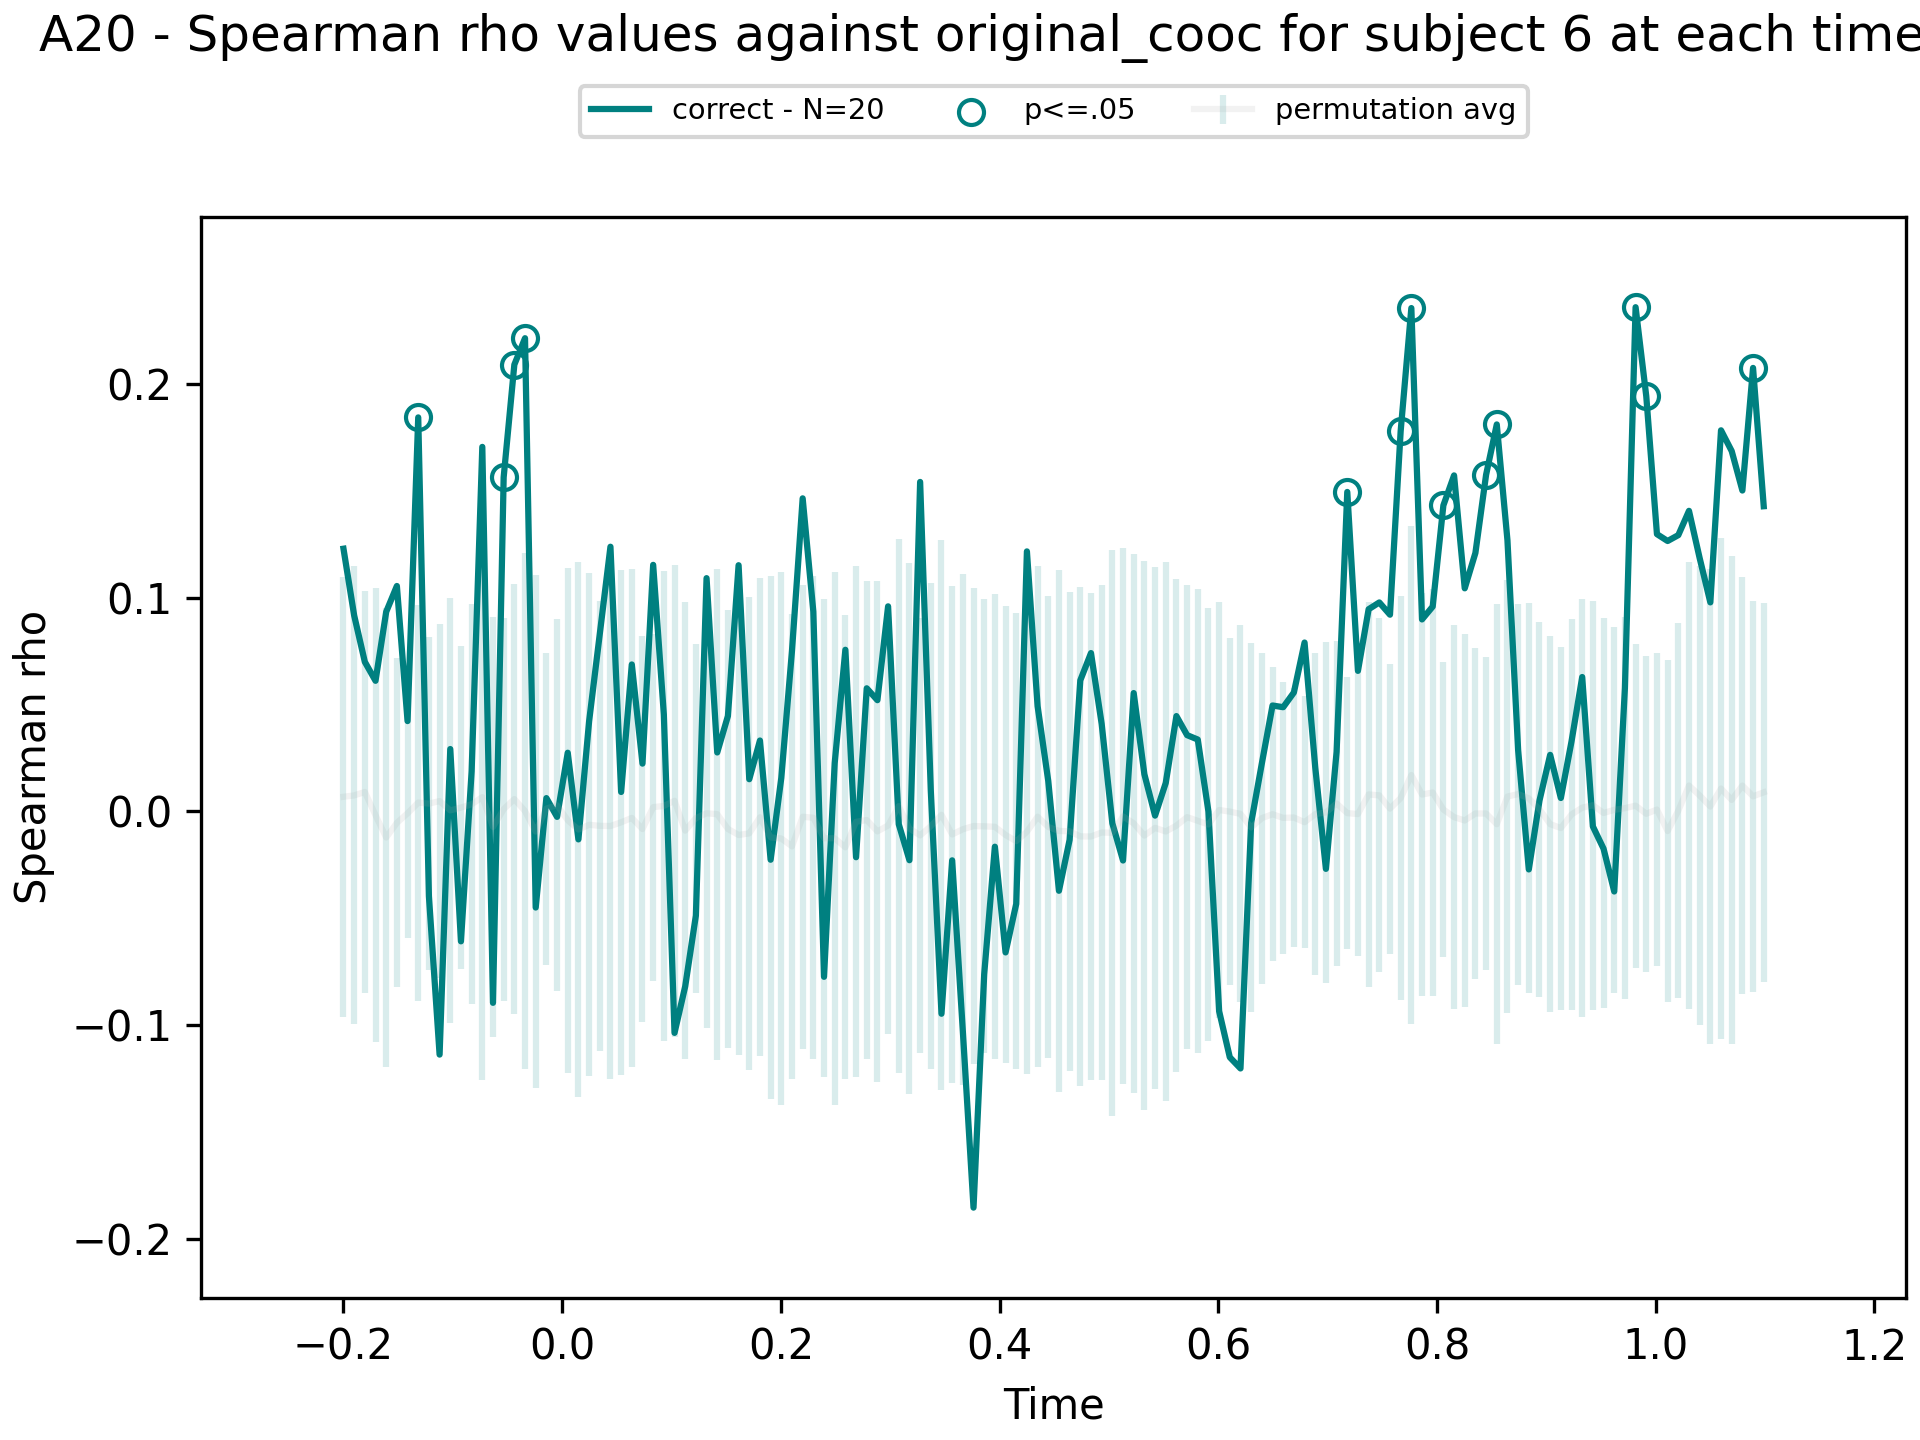 A20 - Spearman rho values against original_cooc for subject 6 at each time
correct - N=20 p<=.05 permutation avg
Spearman rho
0.2
0.1
0.0
−0.1
−0.2
−0.2 0.0 0.2 0.4 0.6 0.8 1.0 1.2
Time